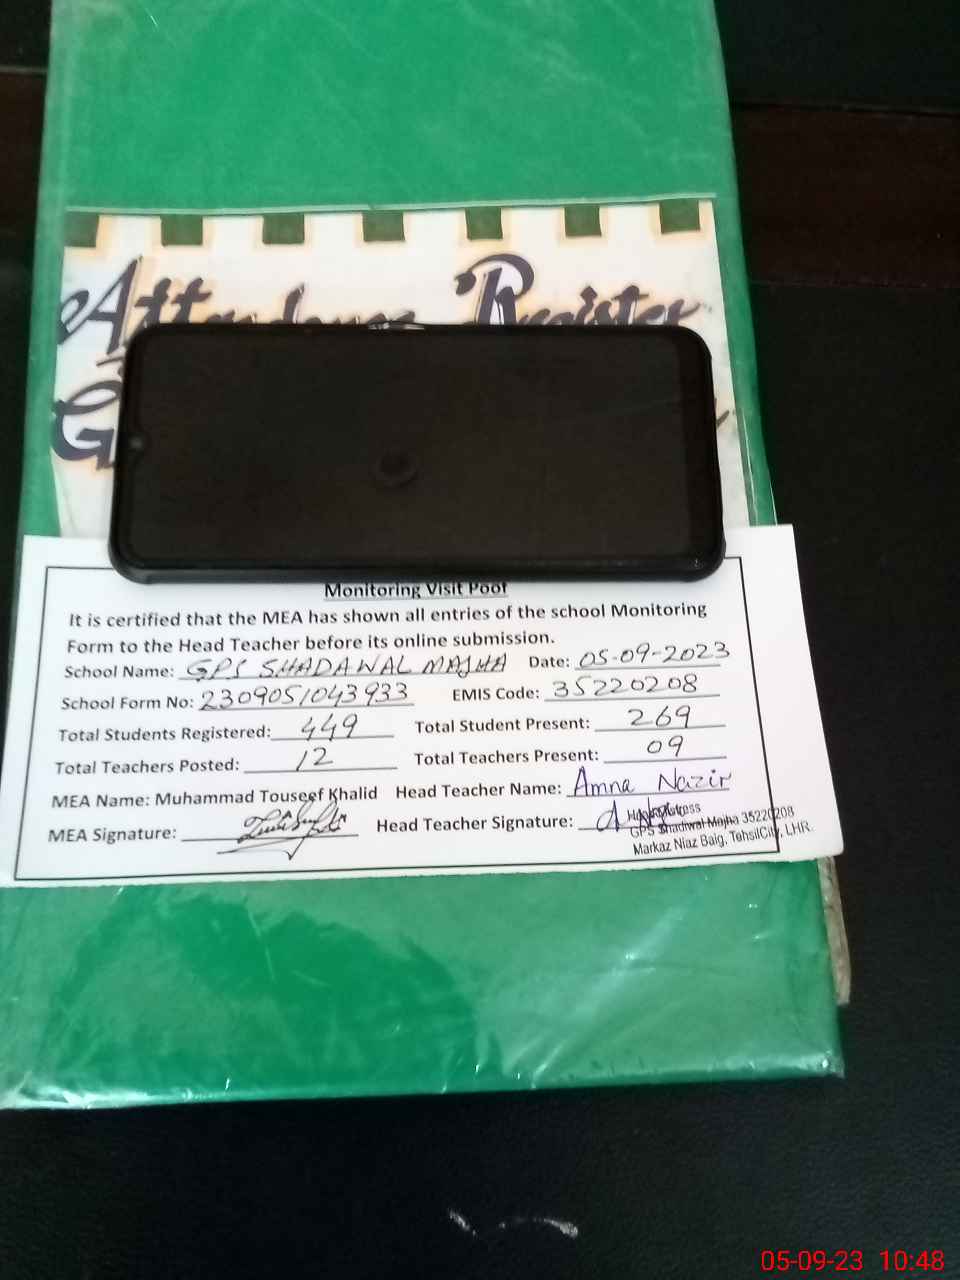 Attendance Register
G
Monitoring Visit Poof
It is certified that the MEA has shown all entries of the school Monitoring
Form to the Head Teacher before its online submission.
School Name: GPS SHADAWAL MAJHA Date: 05-09-2023
School Form No: 2309051043933 EMIS Code: 35220208
Total Students Registered: 449 Total Student Present: 269
Total Teachers Posted: 12 Total Teachers Present: 09
MEA Name: Muhammad Touseef Khalid Head Teacher Name: Amna Nazir
MEA Signature: Head Teacher Signature:
Headmistress
GPS Shadiwal Majha 35220208
Markaz Niaz Baig, TehsilCity, LHR.
05-09-23 10:48